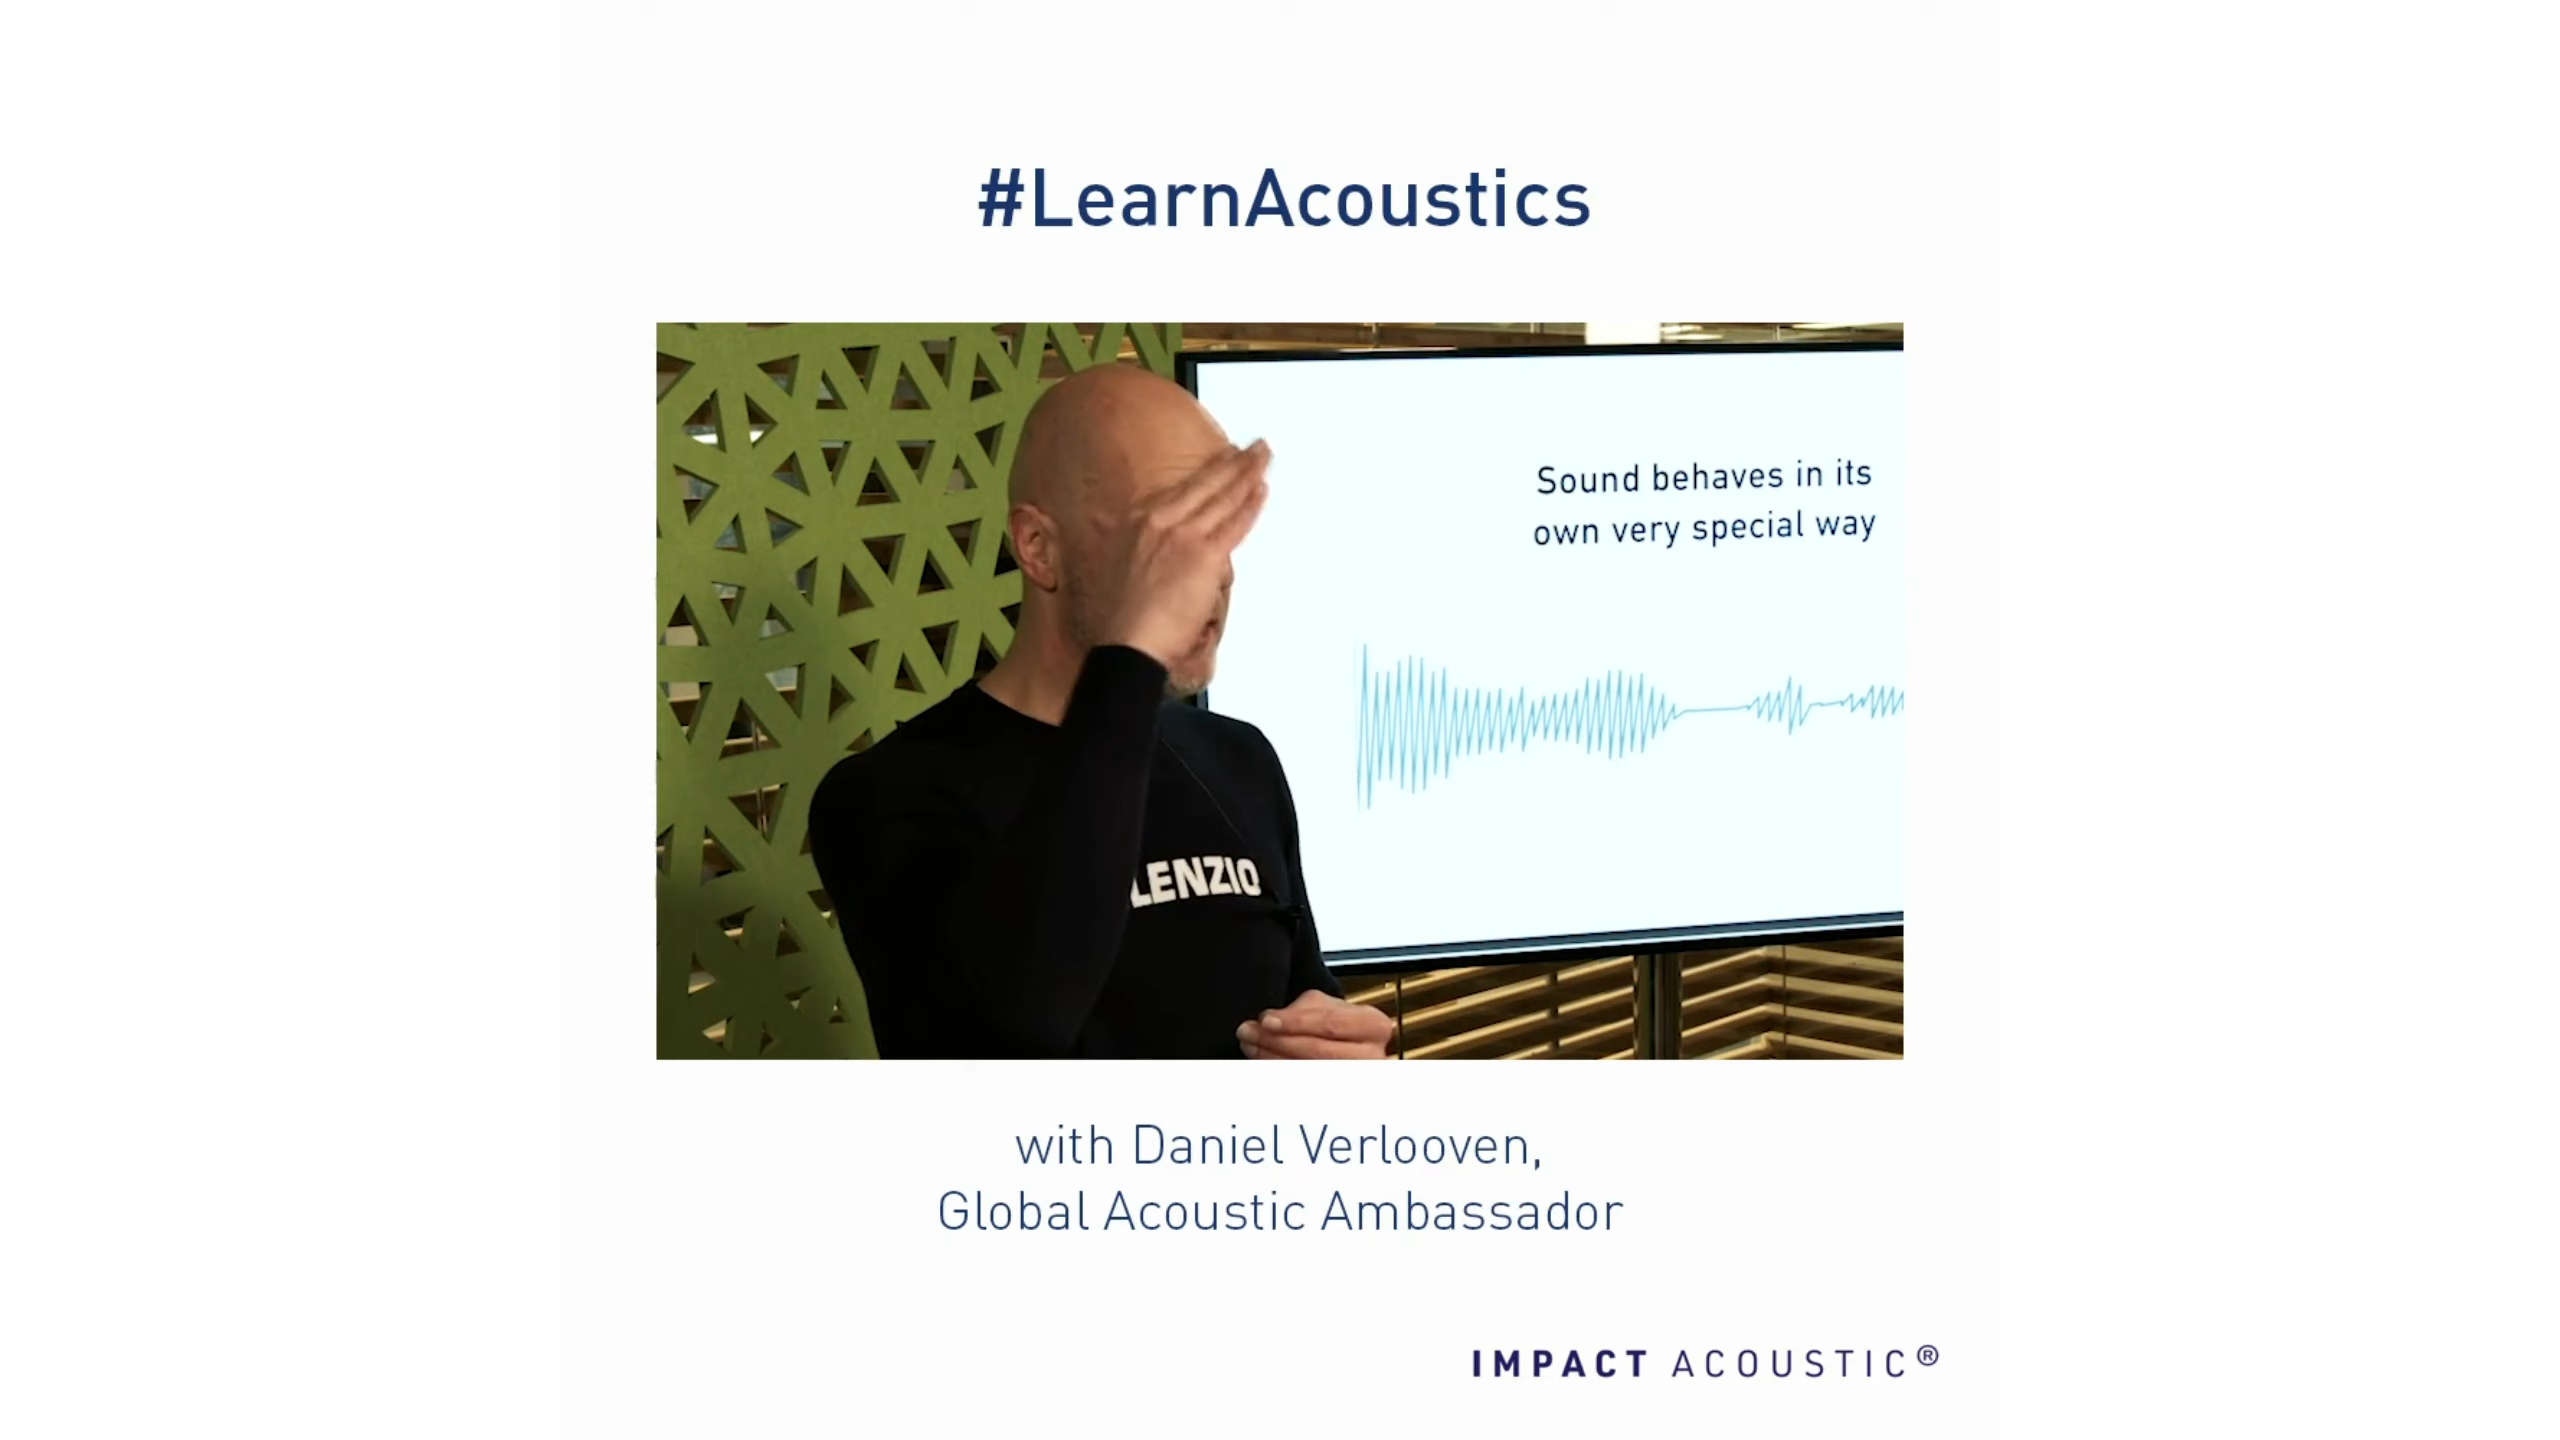 #LearnAcoustics
Sound behaves in its
own very special way
LENZIO
with Daniel Verlooven,
Global Acoustic Ambassador
IMPACT ACOUSTIC®